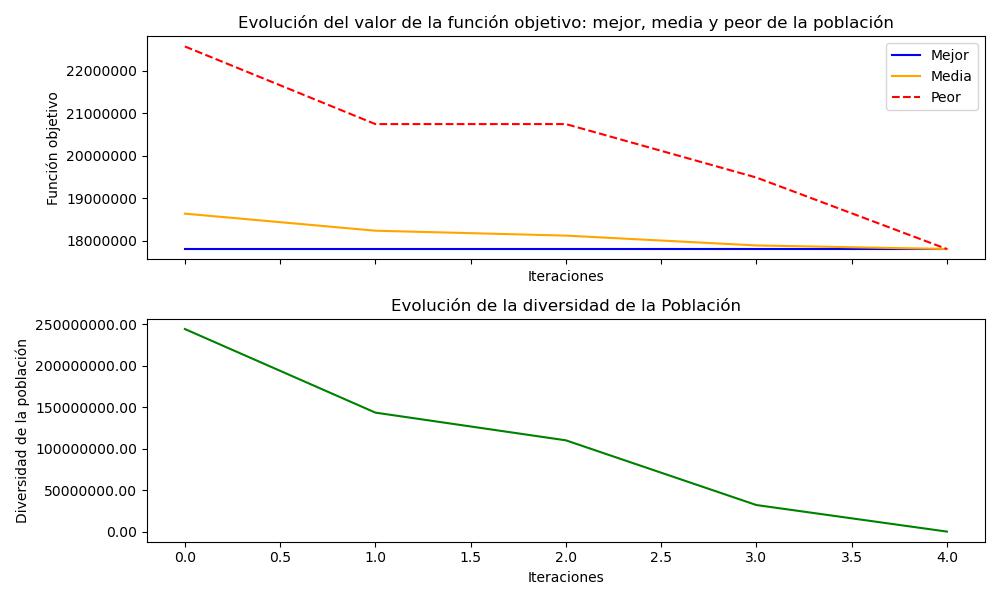 Evolución del valor de la función objetivo: mejor, media y peor de la población
Función objetivo
22000000
21000000
20000000
19000000
18000000
Mejor
Media
Peor
Iteraciones
Evolución de la diversidad de la Población
Diversidad de la población
250000000.00
200000000.00
150000000.00
100000000.00
50000000.00
0.00
0.0 0.5 1.0 1.5 2.0 2.5 3.0 3.5 4.0
Iteraciones